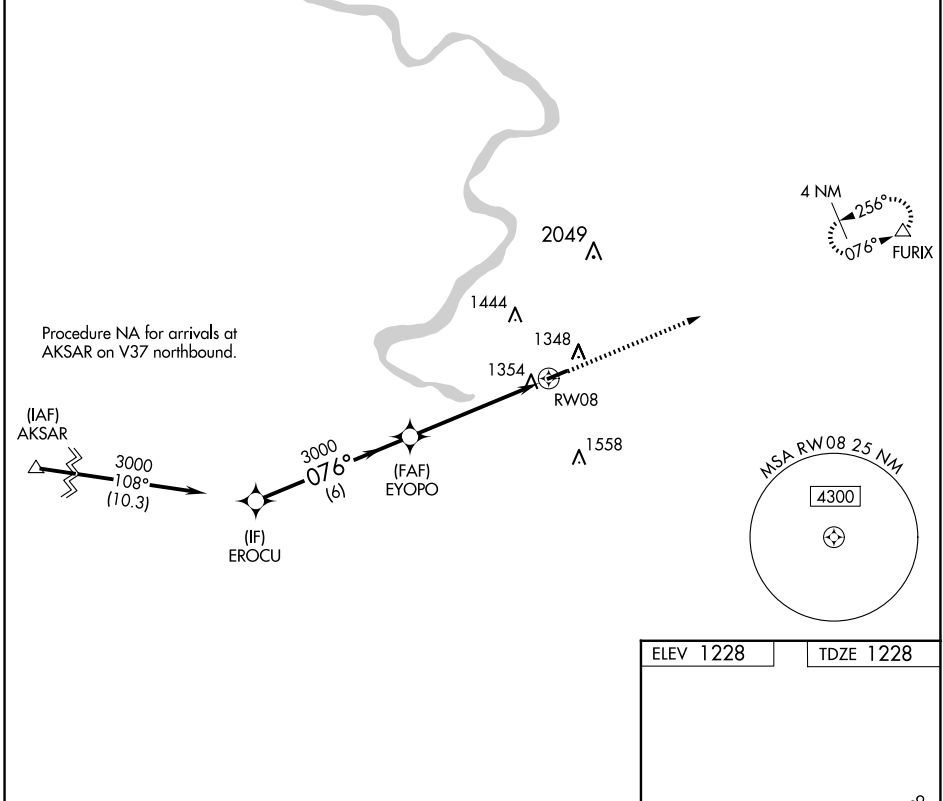 4 NM
256°
076°
FURIX
2049
1444
1348
1354
RW08
1558
Procedure NA for arrivals at
AKSAR on V37 northbound.
(IAF)
AKSAR
3000
108°
(10.3)
3000
076°
(6)
(FAF)
EYOPO
(IF)
EROCU
MSA RW08 25 NM
4300
ELEV 1228
TDZE 1228